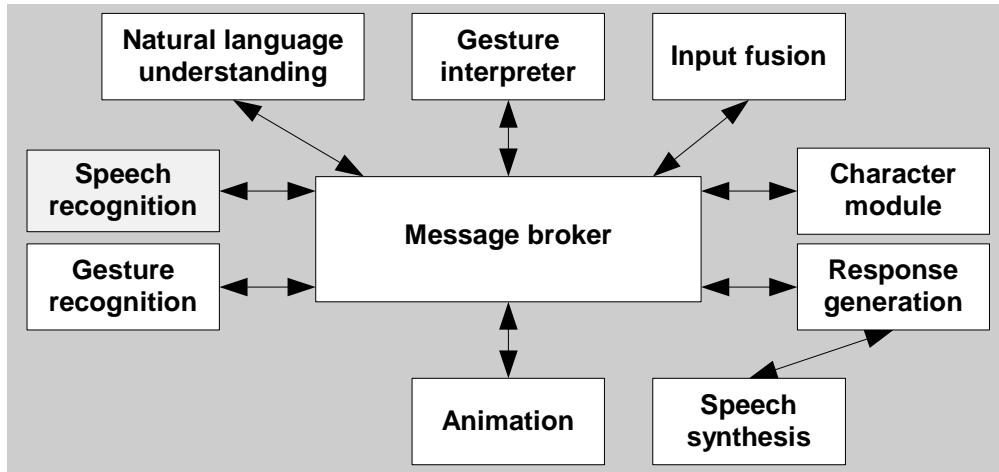 Natural language
understanding
Gesture
interpreter
Input fusion
Speech
recognition
Message broker
Character
module
Gesture
recognition
Response
generation
Animation
Speech
synthesis